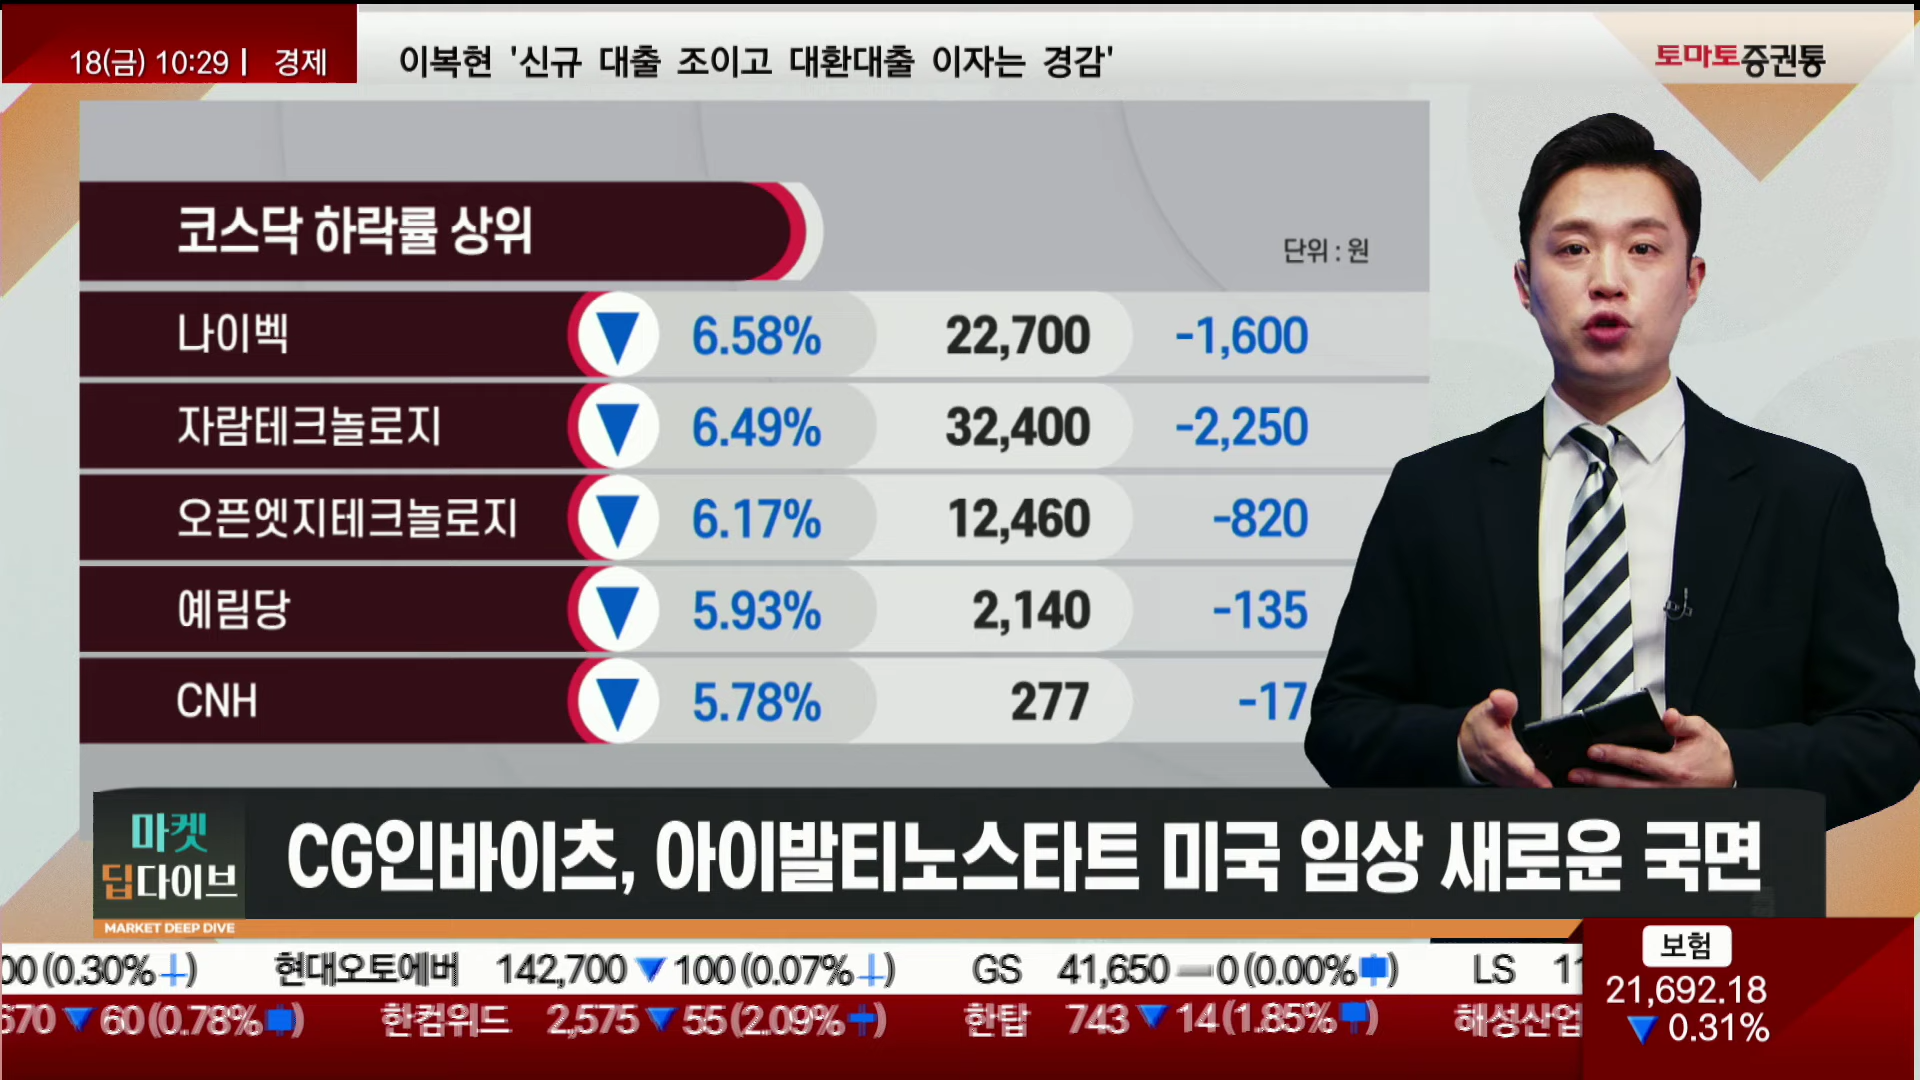 18(금) 10:29 | 경제
이복현 '신규 대출 조이고 대환대출 이자는 경감'
토마토증권통
코스닥 하락률 상위
단위 : 원
나이벡 ▼ 6.58% 22,700 -1,600
자람테크놀로지 ▼ 6.49% 32,400 -2,250
오픈엣지테크놀로지 ▼ 6.17% 12,460 -820
예림당 ▼ 5.93% 2,140 -135
CNH ▼ 5.78% 277 -17
마켓
딥다이브
MARKET DEEP DIVE
CG인바이츠, 아이발티노스타트 미국 임상 새로운 국면
00(0.30%) 현대오토에버 142,700 ▼ 100(0.07%) GS 41,650 0(0.00%) LS 11
670 ▼ 60(0.78%) 한컴위드 2,575 ▼ 55(2.09%) 한탑 743 ▼ 14(1.85%) 해성산업
보험
21,692.18
▼ 0.31%